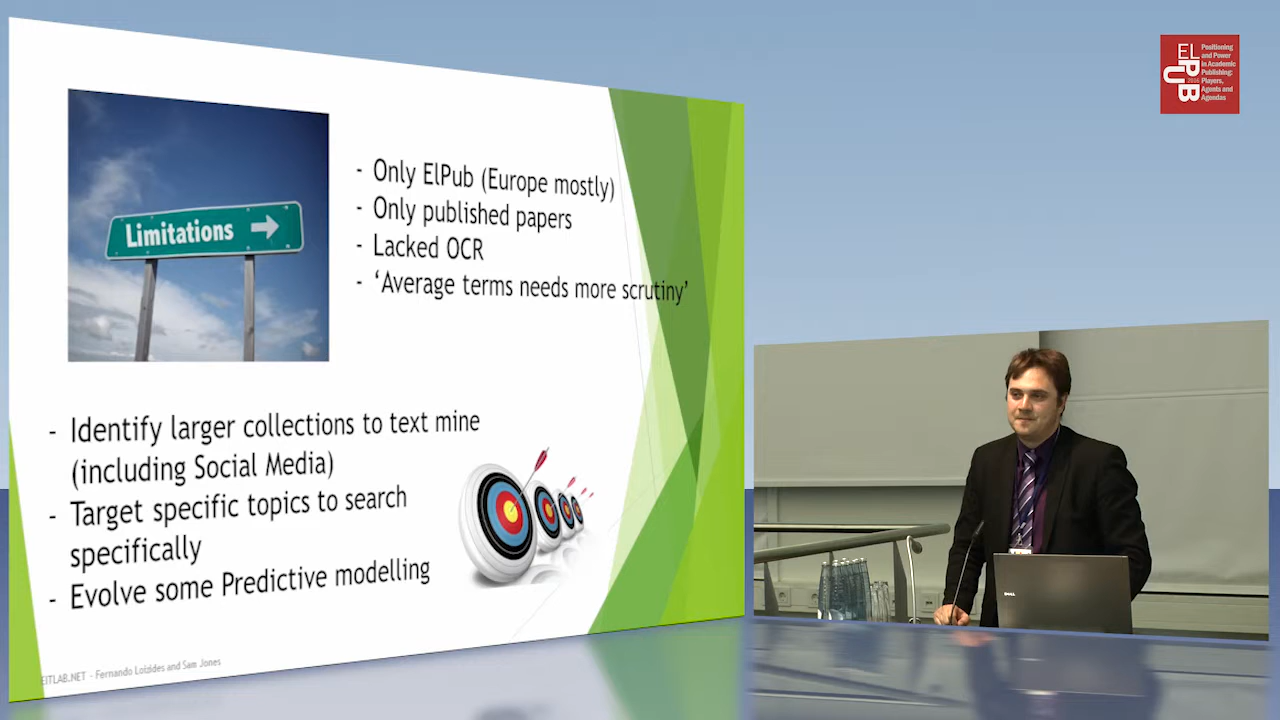 Limitations
- Only ElPub (Europe mostly)
- Only published papers
- Lacked OCR
- ‘Average terms needs more scrutiny’
- Identify larger collections to text mine
(including Social Media)
- Target specific topics to search
specifically
- Evolve some Predictive modelling
EITLAB.NET - Fernando Loizides and Sam Jones
ELPUB
2016
Positioning
and Power
in Academic
Publishing:
Players,
Agents and
Agendas
DELL